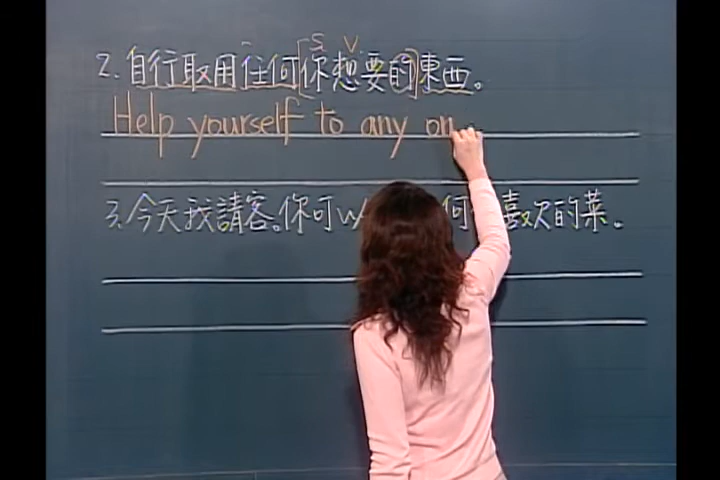 S V
2. 自行取用任何你想要的東西。
Help yourself to any on
3. 今天我請客。你可以 何 喜欢的菜。